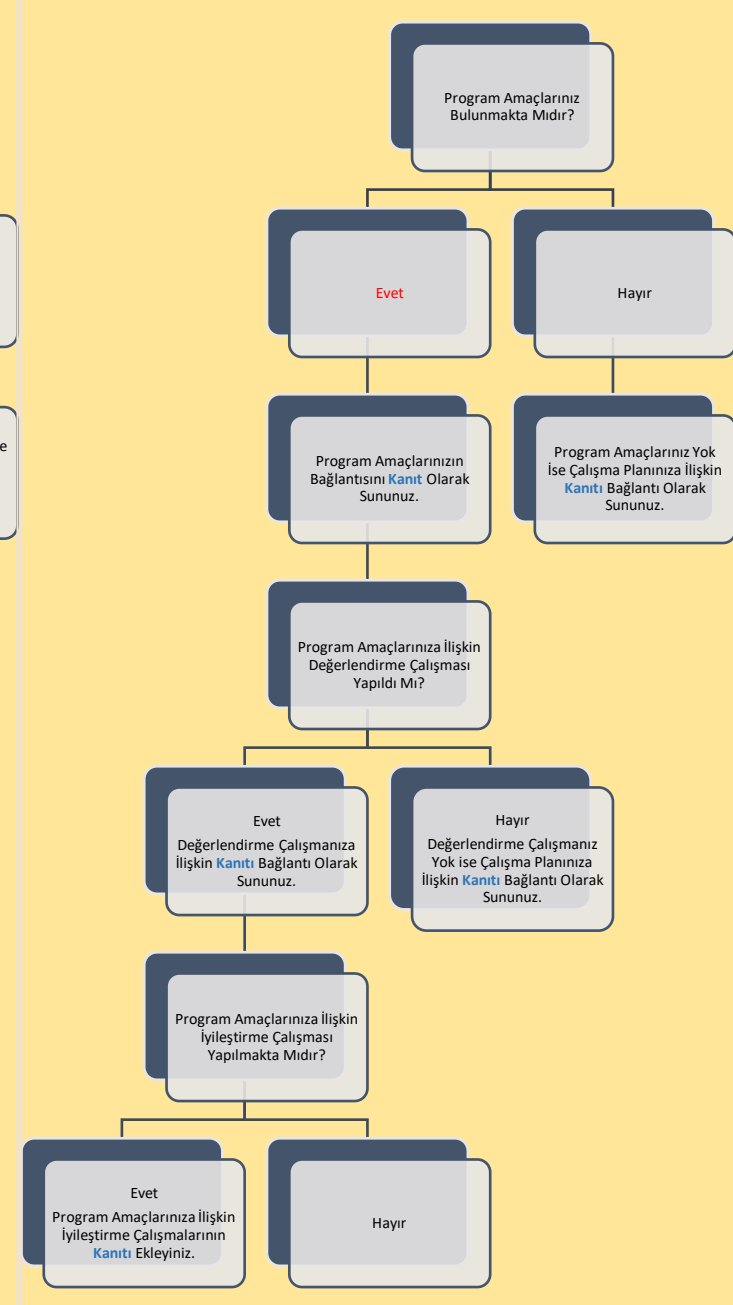 Program Amaçlarınız
Bulunmakta Mıdır?
Evet
Hayır
Program Amaçlarınızın
Bağlantısını Kanıt Olarak
Sununuz.
Program Amaçlarınız Yok
İse Çalışma Planınıza İlişkin
Kanıtı Bağlantı Olarak
Sununuz.
Program Amaçlarınıza İlişkin
Değerlendirme Çalışması
Yapıldı Mı?
Evet
Değerlendirme Çalışmanıza
İlişkin Kanıtı Bağlantı Olarak
Sununuz.
Hayır
Değerlendirme Çalışmanız
Yok ise Çalışma Planınıza
İlişkin Kanıtı Bağlantı Olarak
Sununuz.
Program Amaçlarınıza İlişkin
İyileştirme Çalışması
Yapılmakta Mıdır?
Evet
Program Amaçlarınıza İlişkin
İyileştirme Çalışmalarının
Kanıtı Ekleyiniz.
Hayır